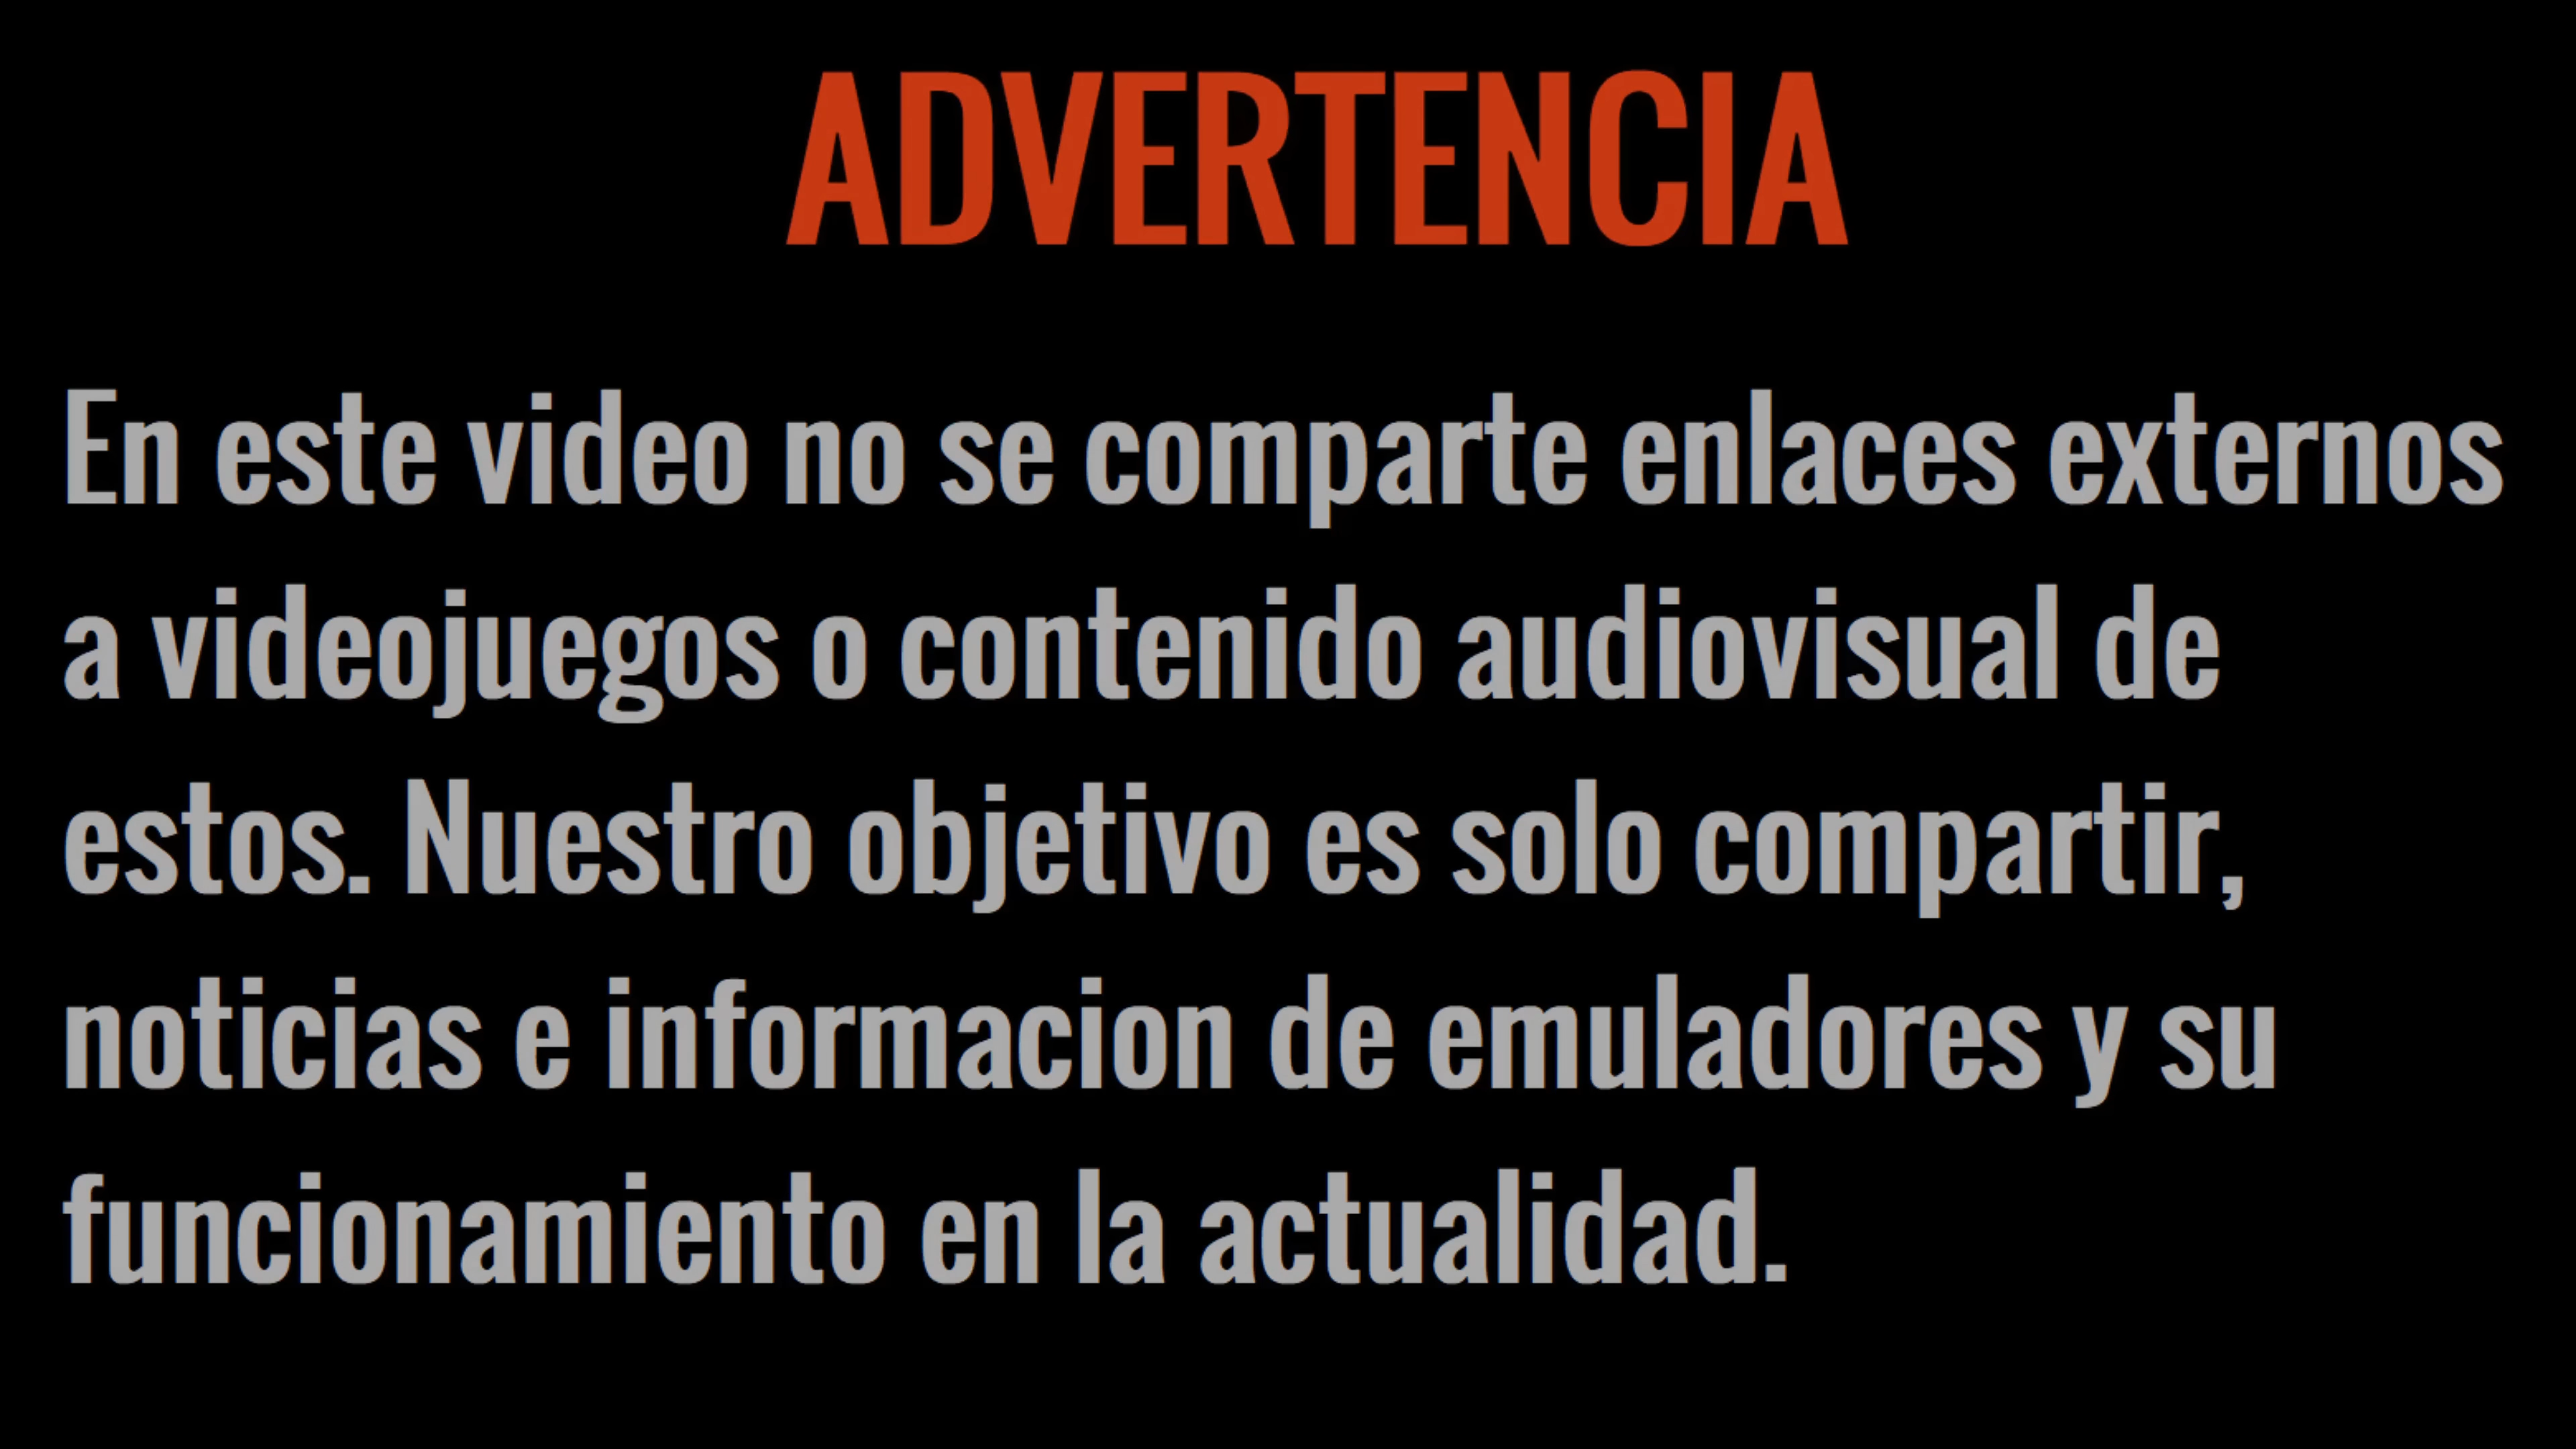 ADVERTENCIA
En este video no se comparte enlaces externos
a videojuegos o contenido audiovisual de
estos. Nuestro objetivo es solo compartir,
noticias e informacion de emuladores y su
funcionamiento en la actualidad.